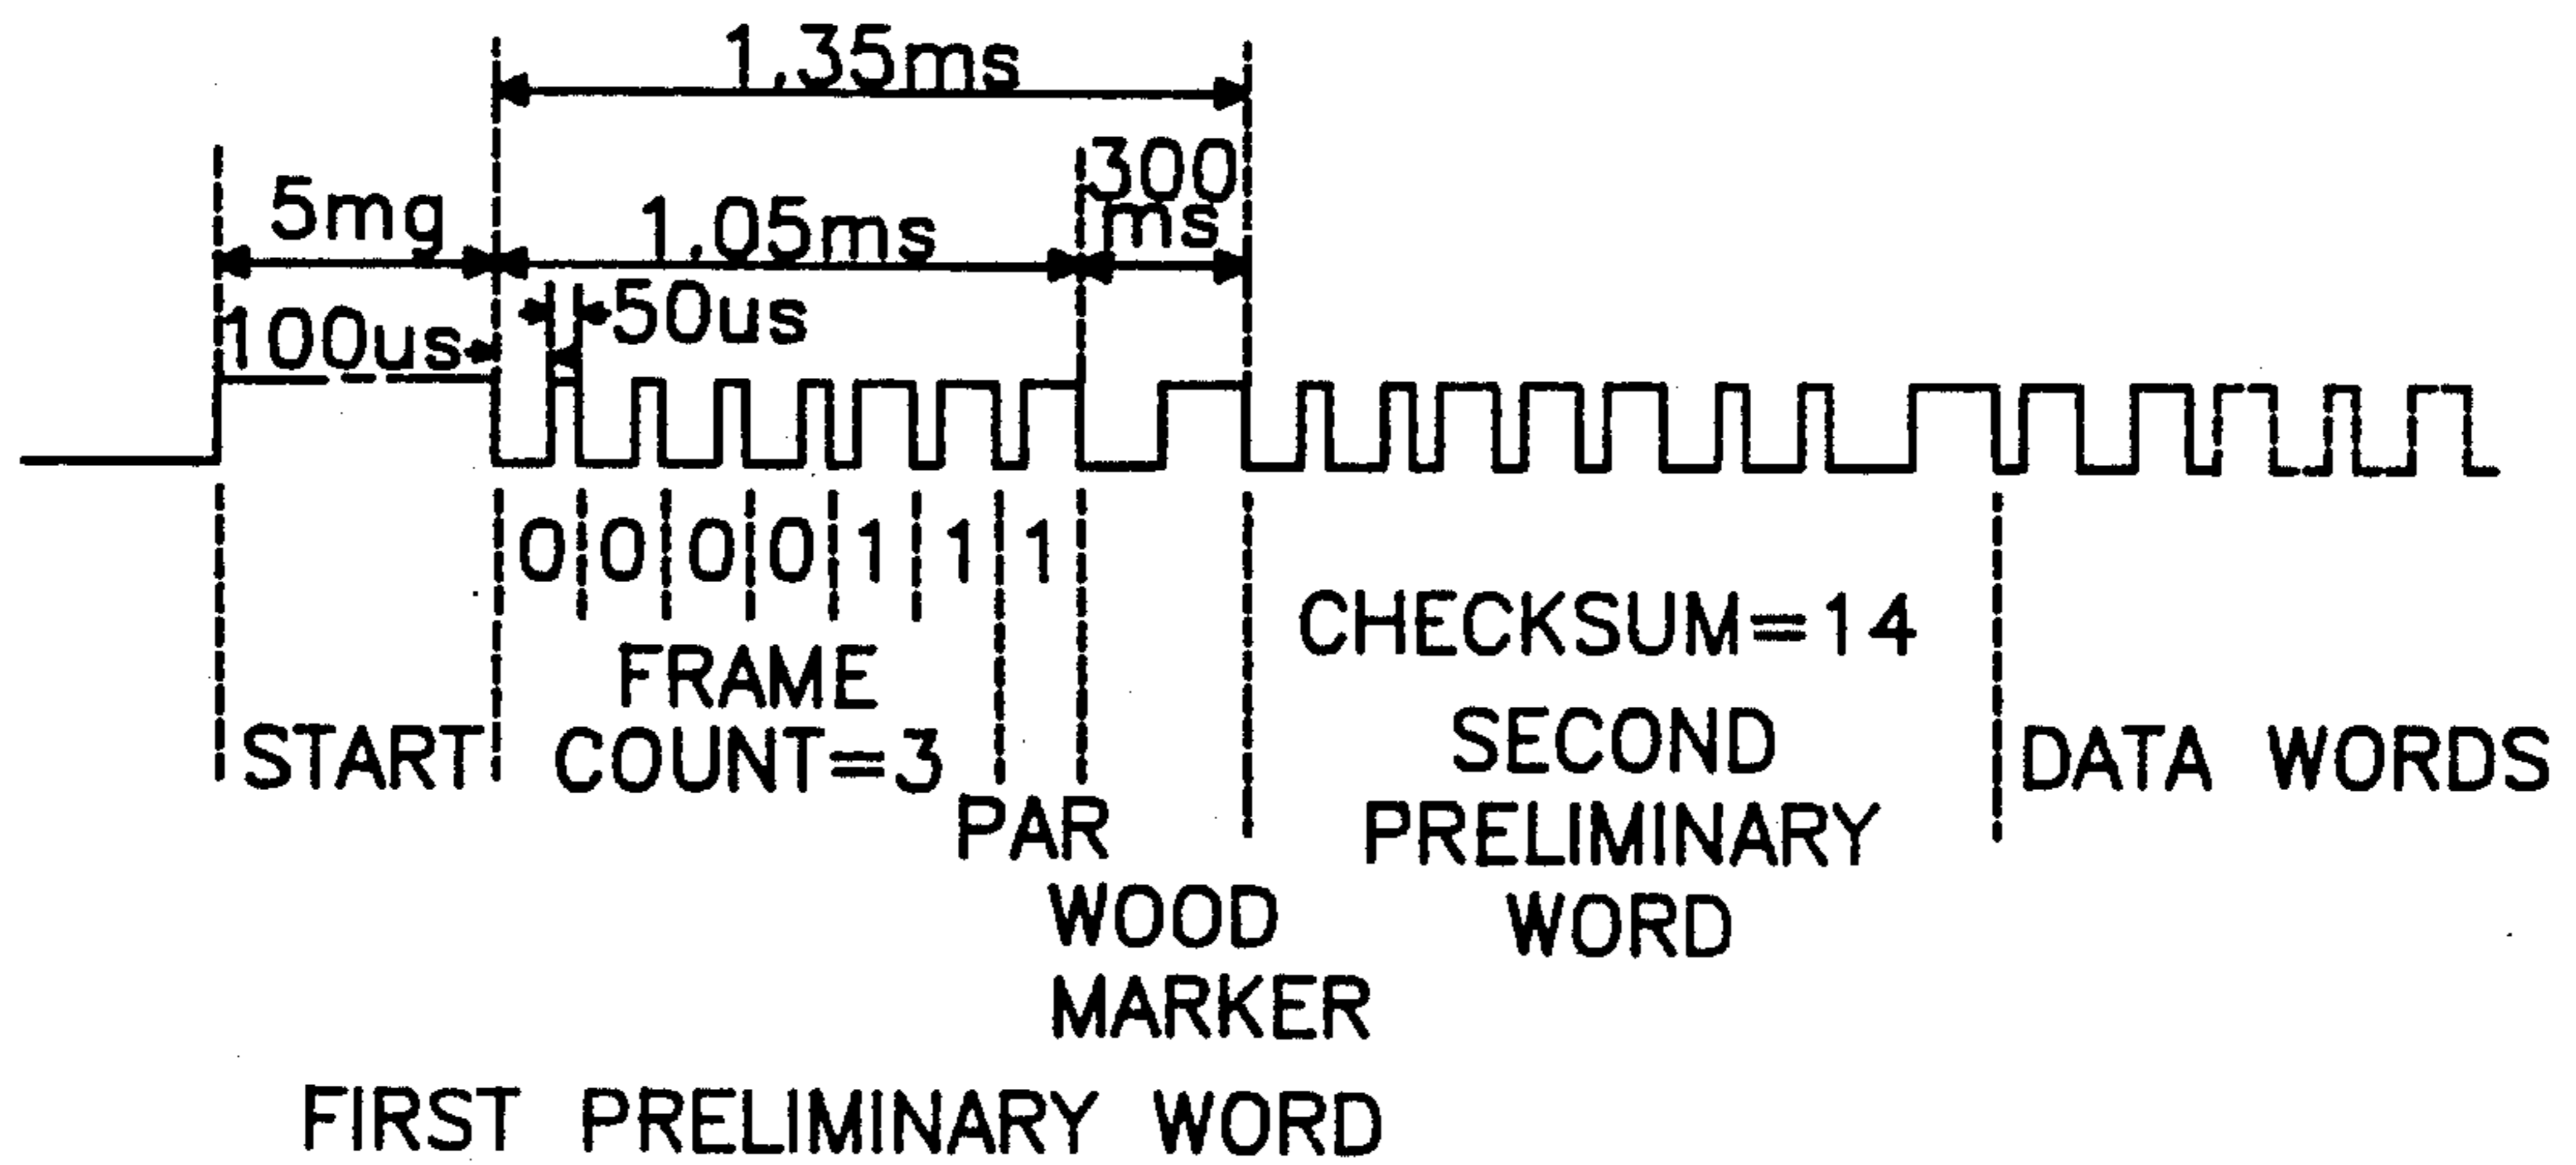 1.35ms
300
ms
5mg
1.05ms
50us
100us
0 0 0 0 1 1 1
FRAME
COUNT=3
START
PAR
WOOD
MARKER
CHECKSUM=14
SECOND
PRELIMINARY
WORD
DATA WORDS
FIRST PRELIMINARY WORD